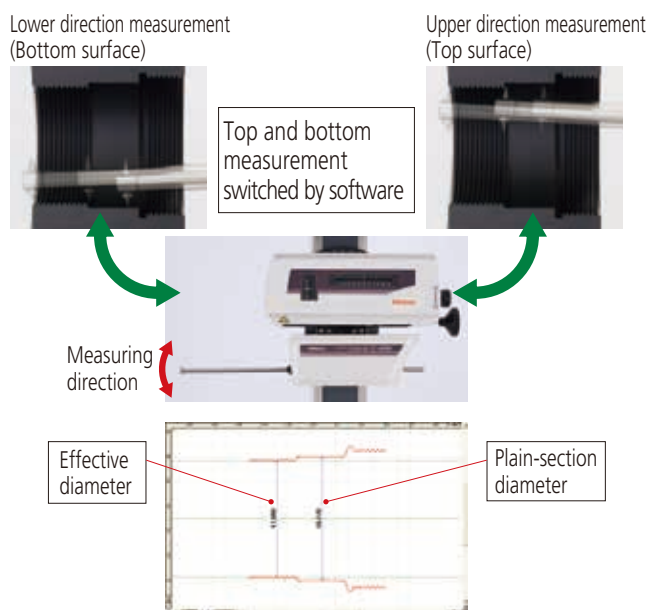 Lower direction measurement
(Bottom surface)
Upper direction measurement
(Top surface)
Top and bottom
measurement
switched by software
Measuring
direction
Effective
diameter
Plain-section
diameter